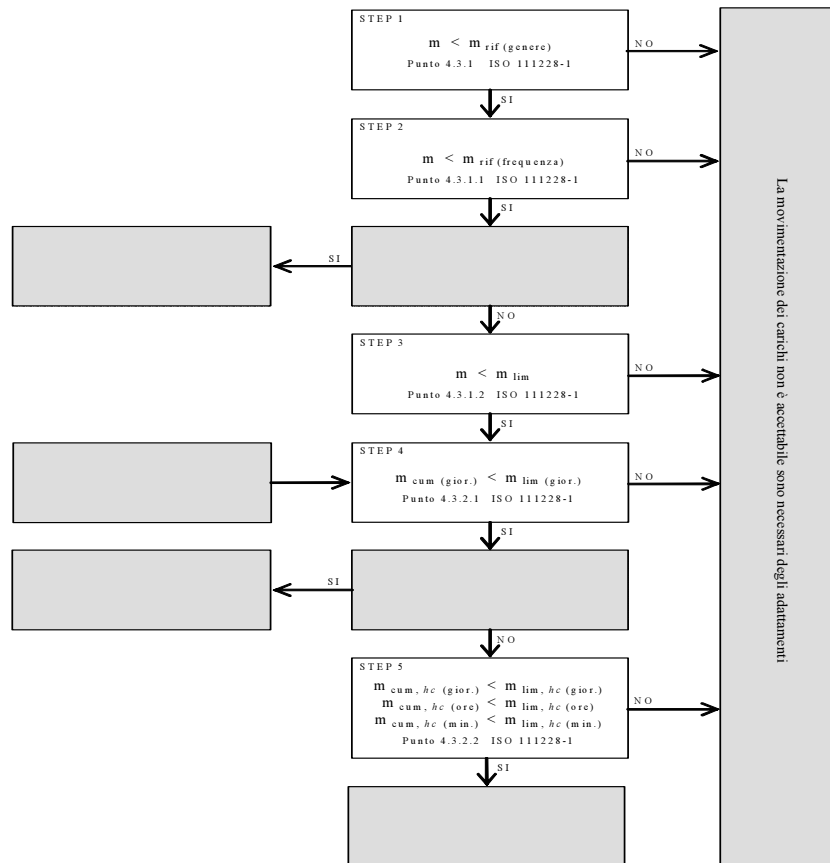 STEP 1
m < m rif (genere)
Punto 4.3.1 ISO 111228-1
NO
SI
STEP 2
m < m rif (frequenza)
Punto 4.3.1.1 ISO 111228-1
NO
SI
SI
NO
STEP 3
m < m lim
Punto 4.3.1.2 ISO 111228-1
NO
SI
STEP 4
m cum (gior.) < m lim (gior.)
Punto 4.3.2.1 ISO 111228-1
NO
SI
SI
NO
STEP 5
m cum, hc (gior.) < m lim, hc (gior.)
m cum, hc (ore) < m lim, hc (ore)
m cum, hc (min.) < m lim, hc (min.)
Punto 4.3.2.2 ISO 111228-1
NO
SI
La movimentazione dei carichi non è accettabile sono necessari degli adattamenti